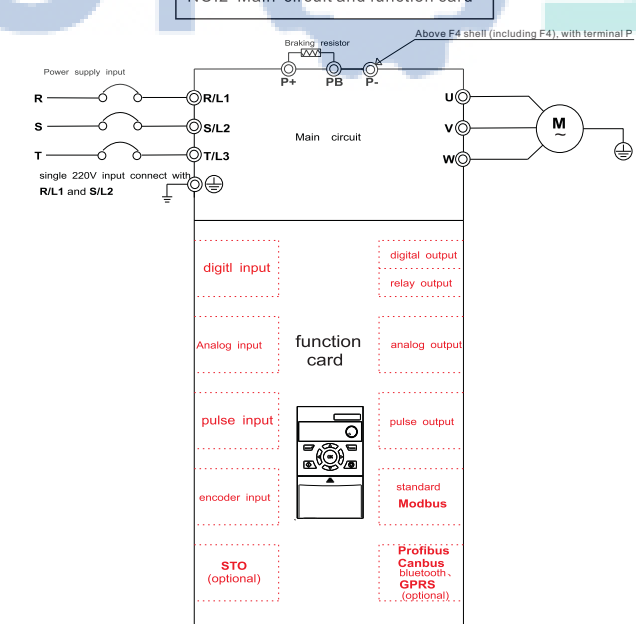 NO.2 Main circuit and function card
Above F4 shell (including F4), with terminal P
Braking resistor
P+
PB
P-
Power supply input
R
R/L1
S
S/L2
T
T/L3
single 220V input connect with
R/L1 and S/L2
Main circuit
U
V
W
M
~
digitl input
digital output
relay output
Analog input
function
card
analog output
pulse input
pulse output
OK
encoder input
standard
Modbus
STO
(optional)
Profibus
Canbus
bluetooth、
GPRS
(optional)